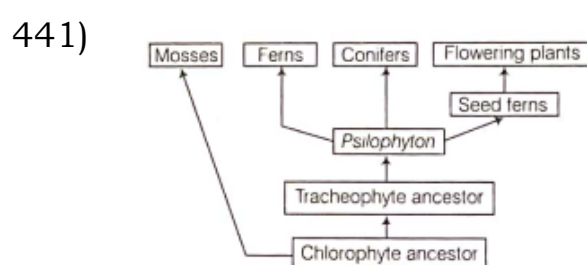 441)
Mosses Ferns Conifers Flowering plants
Seed ferns
Psilophyton
Tracheophyte ancestor
Chlorophyte ancestor